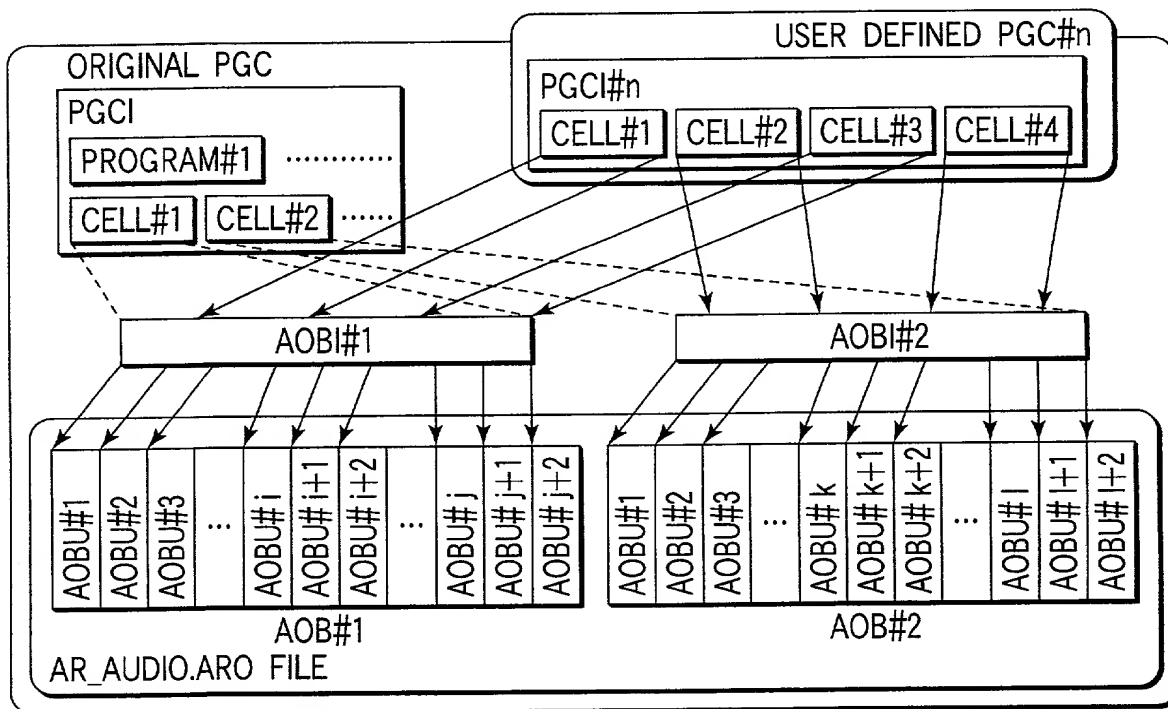 USER DEFINED PGC#n
ORIGINAL PGC
PGCI#n
CELL#1 CELL#2 CELL#3 CELL#4
PGCI
PROGRAM#1 ............
CELL#1 CELL#2 ......
AOBI#1 AOBI#2
AOBU#1
AOBU#2
AOBU#3
...
AOBU#i
AOBU#i+1
AOBU#i+2
...
AOBU#j
AOBU#j+1
AOBU#j+2
AOBU#1
AOBU#2
AOBU#3
...
AOBU#k
AOBU#k+1
AOBU#k+2
...
AOBU#l
AOBU#l+1
AOBU#l+2
AOB#1 AOB#2
AR_AUDIO.ARO FILE